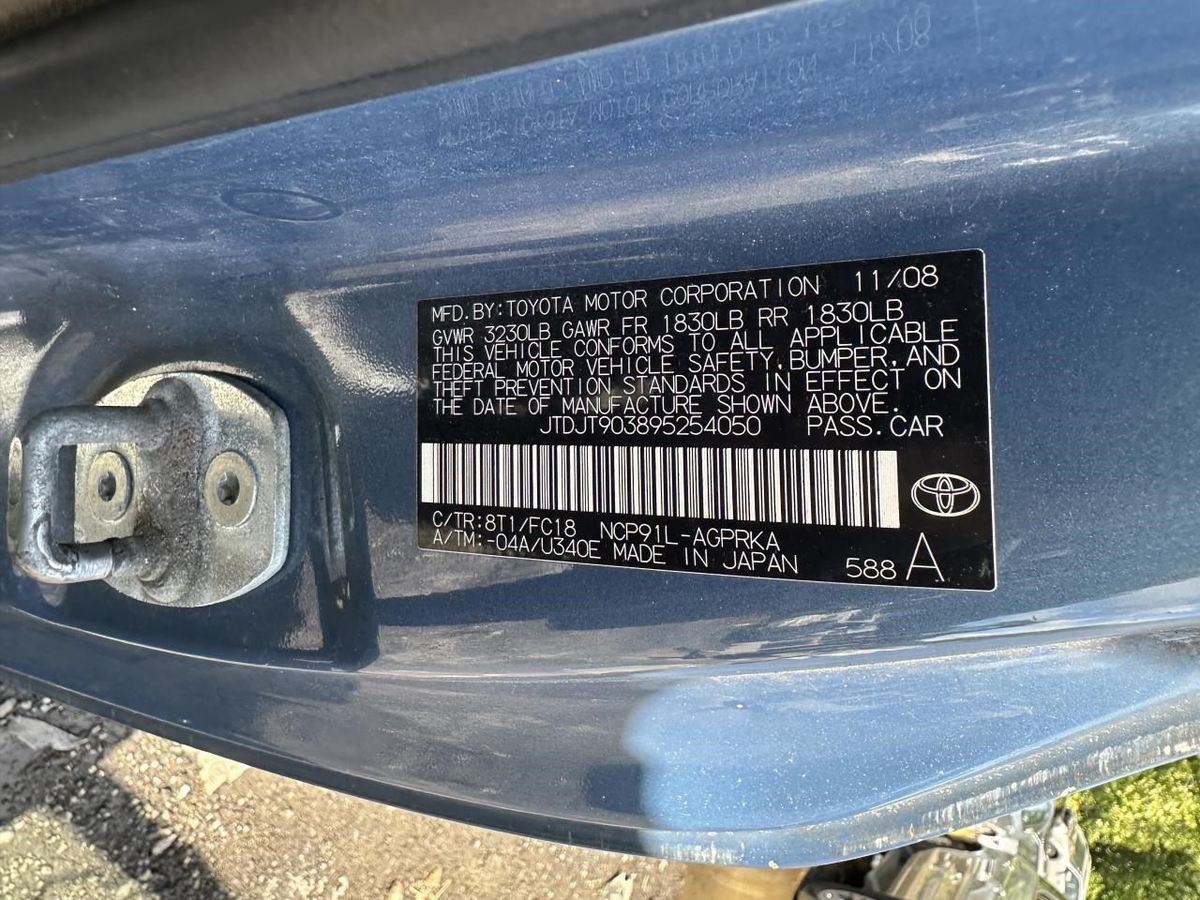 MFD.BY:TOYOTA MOTOR CORPORATION 11/08
GVWR 3230LB GAWR FR 1830LB RR 1830LB
THIS VEHICLE CONFORMS TO ALL APPLICABLE
FEDERAL MOTOR VEHICLE SAFETY,BUMPER,AND
THEFT PREVENTION STANDARDS IN EFFECT ON
THE DATE OF MANUFACTURE SHOWN ABOVE.
JTDJT903895254050 PASS.CAR
C/TR:8T1/FC18 NCP91L-AGPRKA
A/TM:-04A/U340E MADE IN JAPAN 588 A